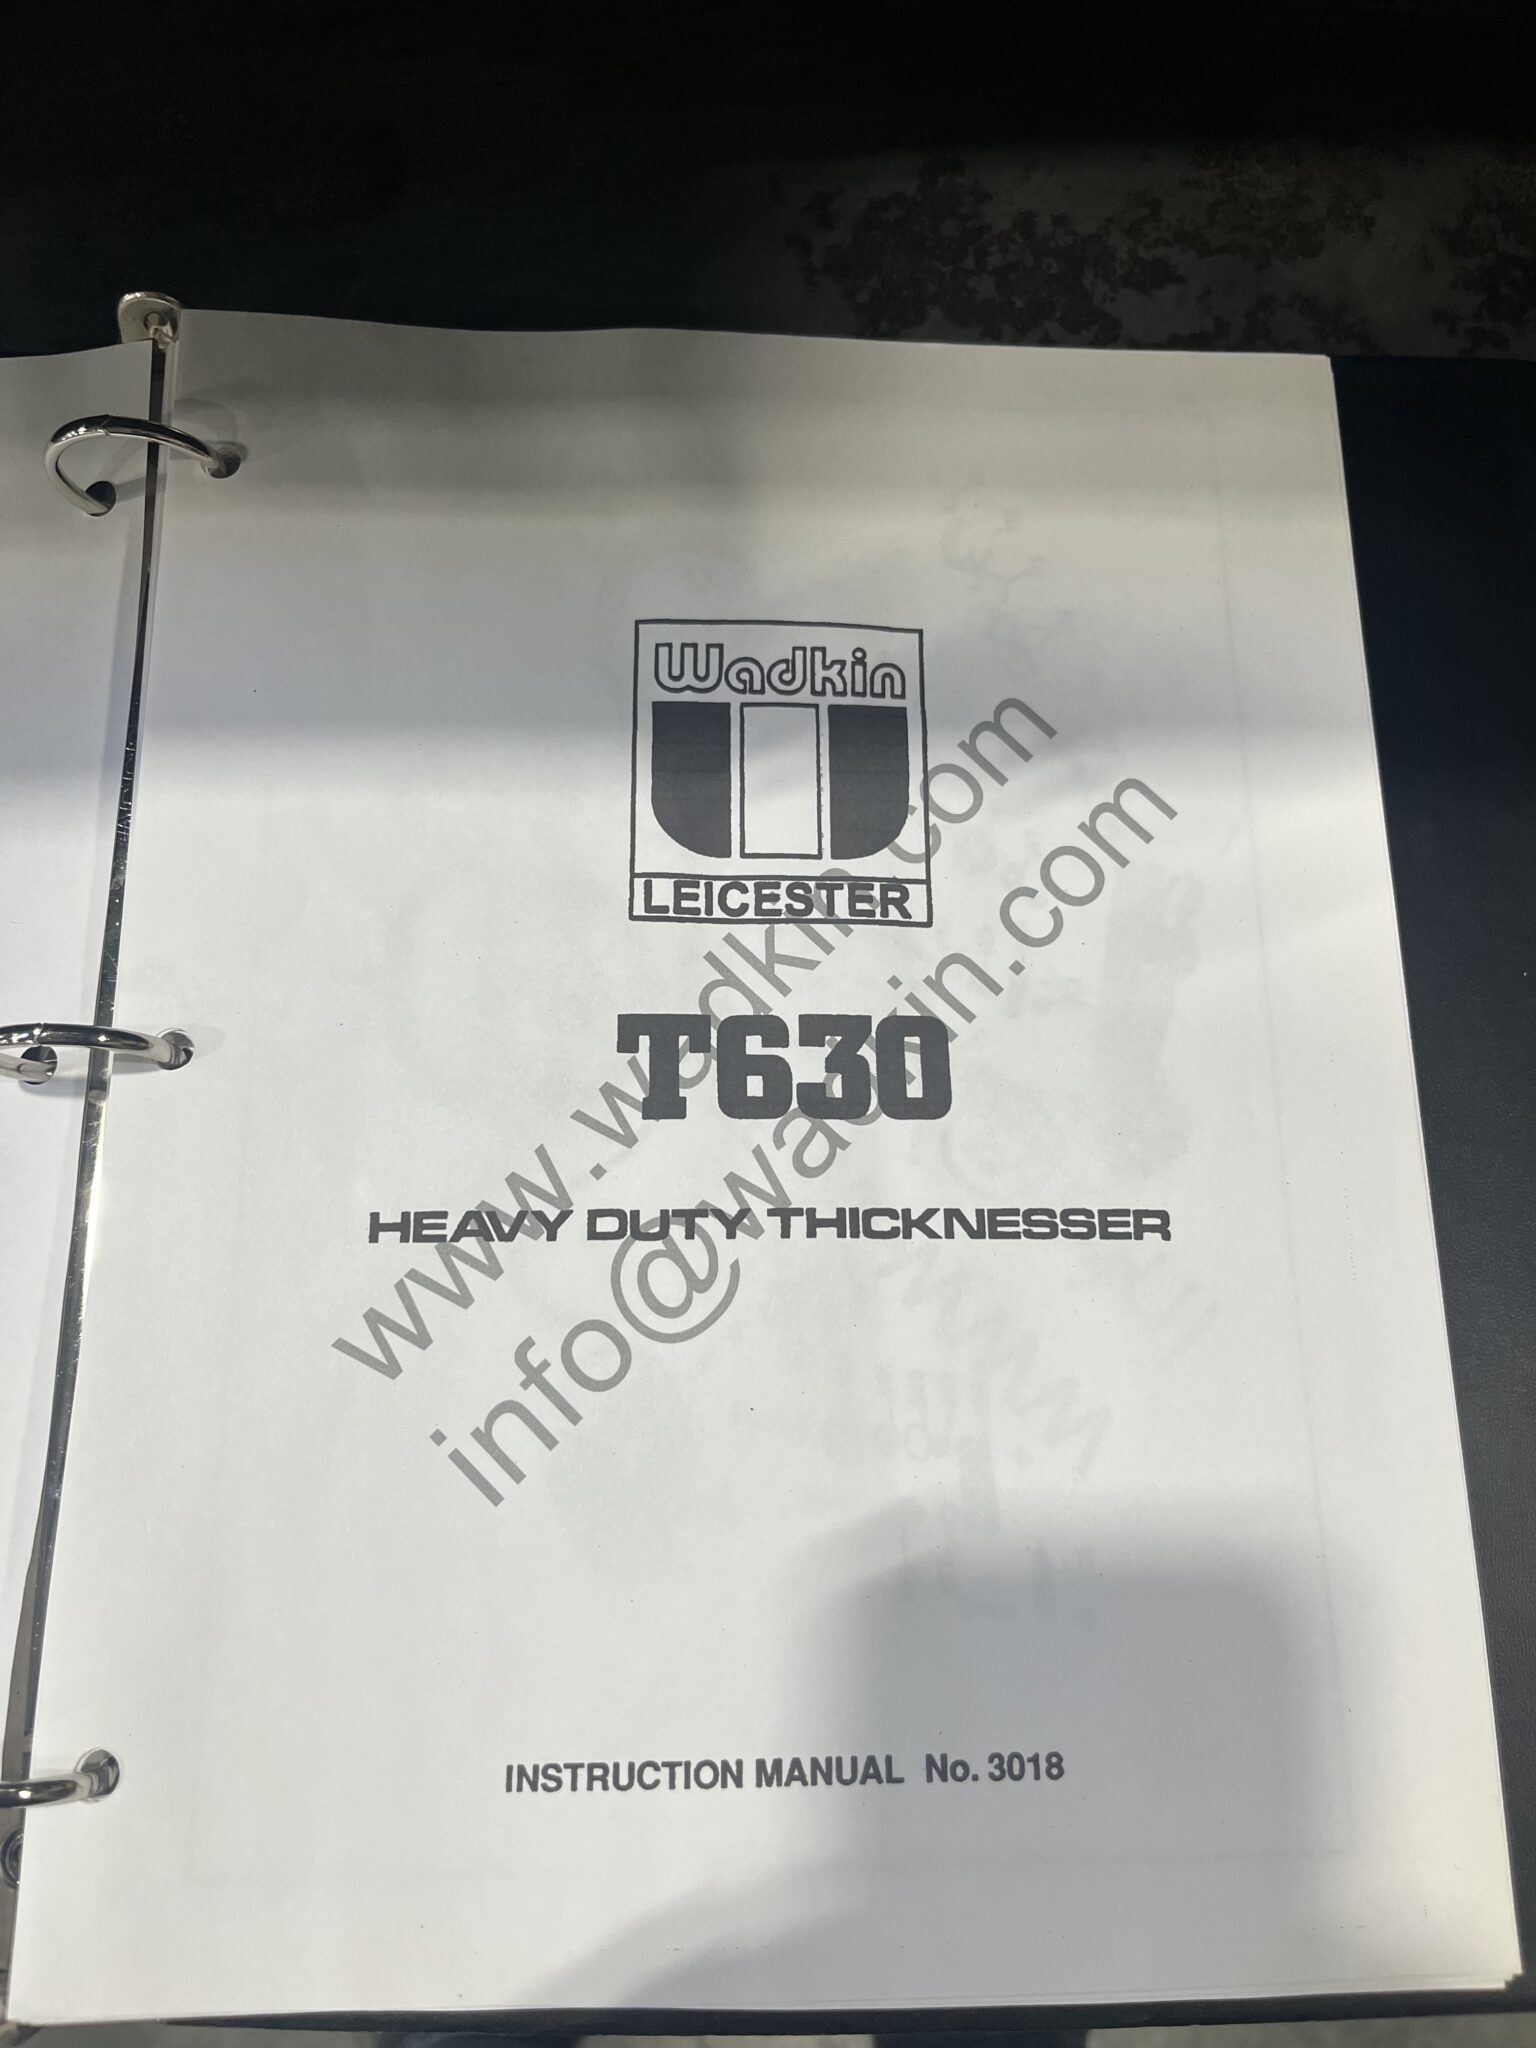 Wadkin
LEICESTER
T630
HEAVY DUTY THICKNESSER
www.wadkin.com
info@wadkin.com
INSTRUCTION MANUAL No. 3018